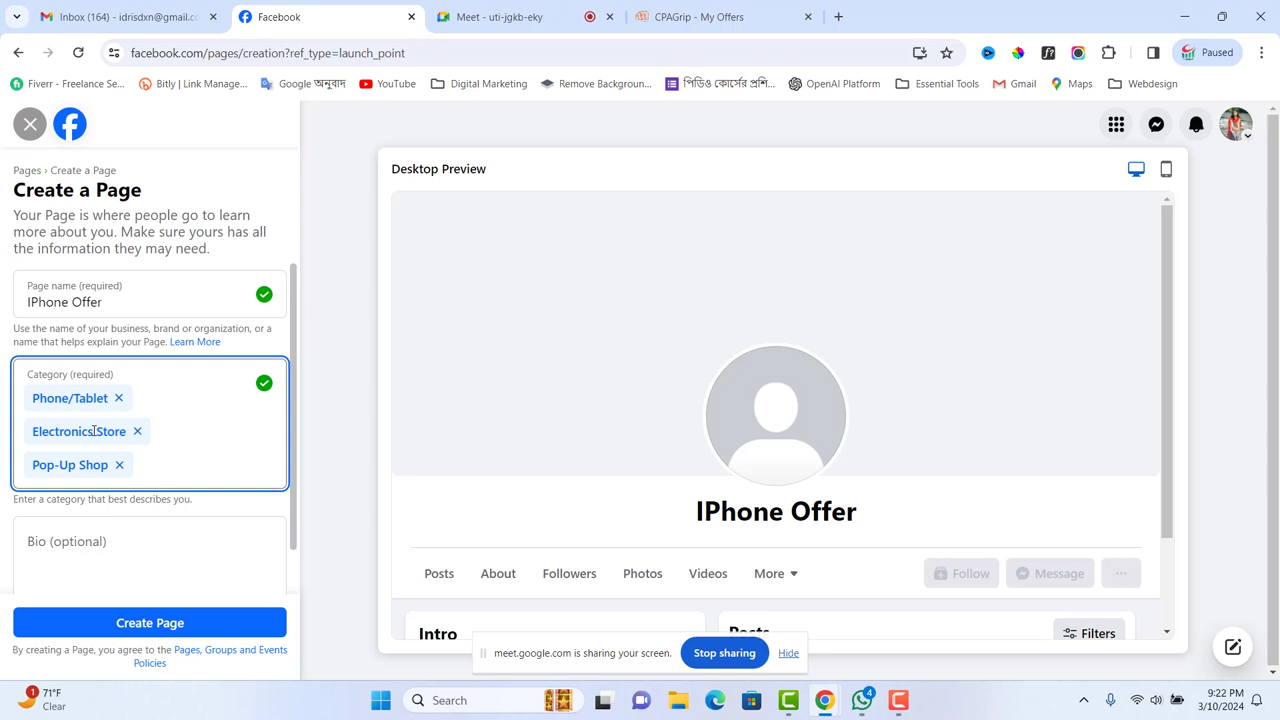 Inbox (164) - idrisdxn@gmail.c
Facebook
Meet - uti-jgkb-eky
CPAGrip - My Offers
facebook.com/pages/creation?ref_type=launch_point
Paused
Fiverr - Freelance Se...
Bitly | Link Manage...
Google অনুবাদ
YouTube
Digital Marketing
Remove Background...
পিডিও কোর্সের প্রশি...
OpenAI Platform
Essential Tools
Gmail
Maps
Webdesign
Pages › Create a Page
Create a Page
Your Page is where people go to learn
more about you. Make sure yours has all
the information they may need.
Page name (required)
IPhone Offer
Use the name of your business, brand or organization, or a
name that helps explain your Page. Learn More
Category (required)
Phone/Tablet
Electronics Store
Pop-Up Shop
Enter a category that best describes you.
Bio (optional)
Create Page
By creating a Page, you agree to the Pages, Groups and Events
Policies
Desktop Preview
IPhone Offer
Posts
About
Followers
Photos
Videos
More
Follow
Message
Intro
Posts
Filters
meet.google.com is sharing your screen.
Stop sharing
Hide
1
71°F
Clear
Search
4
9:22 PM
3/10/2024